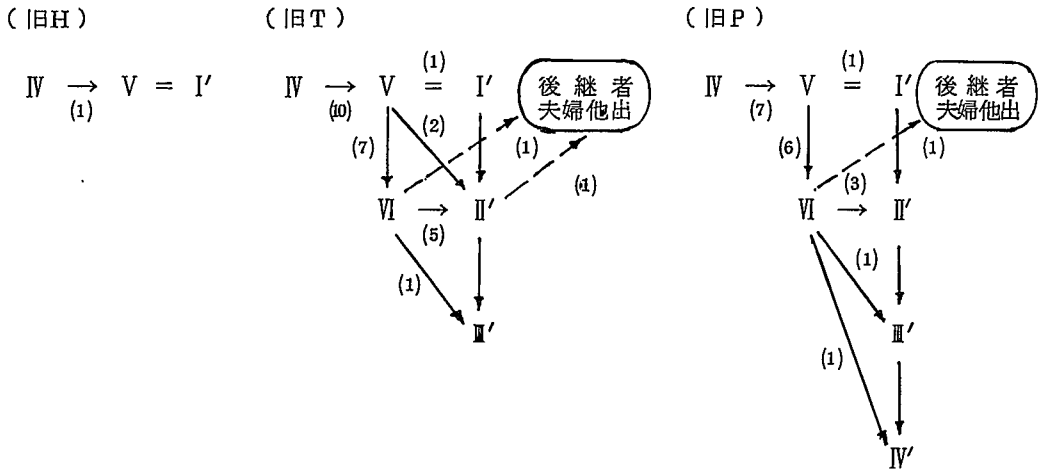 (旧H) (旧T) (旧P)
(1) (1)
Ⅳ → Ⅴ = Ⅰ′ Ⅳ → Ⅴ = Ⅰ′ 後継者 Ⅳ → Ⅴ = Ⅰ′ 後継者
(1) (10) 夫婦他出 (7) 夫婦他出
(7) (2) (1) (6) (1)
(1) (3)
Ⅵ → Ⅱ′ Ⅵ → Ⅱ′
(5)
(1) (1)
Ⅲ′ Ⅲ′
(1)
Ⅳ′